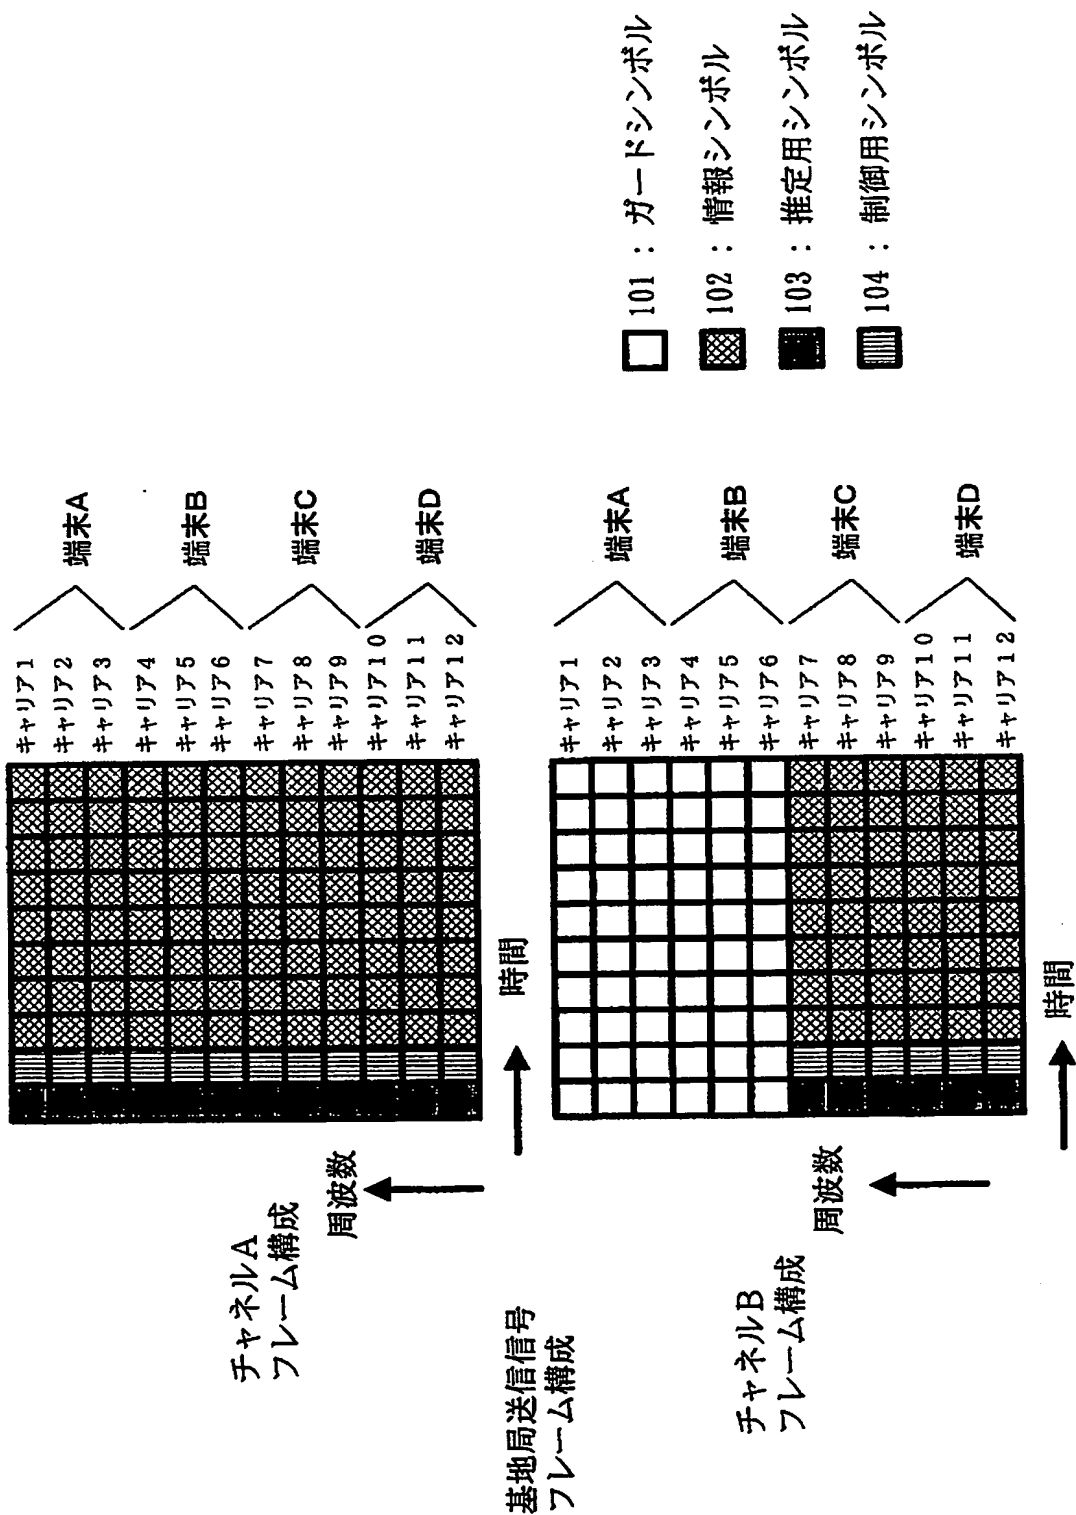 チャネルA
フレーム構成
周波数
時間
キャリア1
キャリア2
キャリア3
キャリア4
キャリア5
キャリア6
キャリア7
キャリア8
キャリア9
キャリア10
キャリア11
キャリア12
端末A
端末B
端末C
端末D
基地局送信信号
フレーム構成
チャネルB
フレーム構成
周波数
時間
キャリア1
キャリア2
キャリア3
キャリア4
キャリア5
キャリア6
キャリア7
キャリア8
キャリア9
キャリア10
キャリア11
キャリア12
端末A
端末B
端末C
端末D
101 : ガードシンボル
102 : 情報シンボル
103 : 推定用シンボル
104 : 制御用シンボル